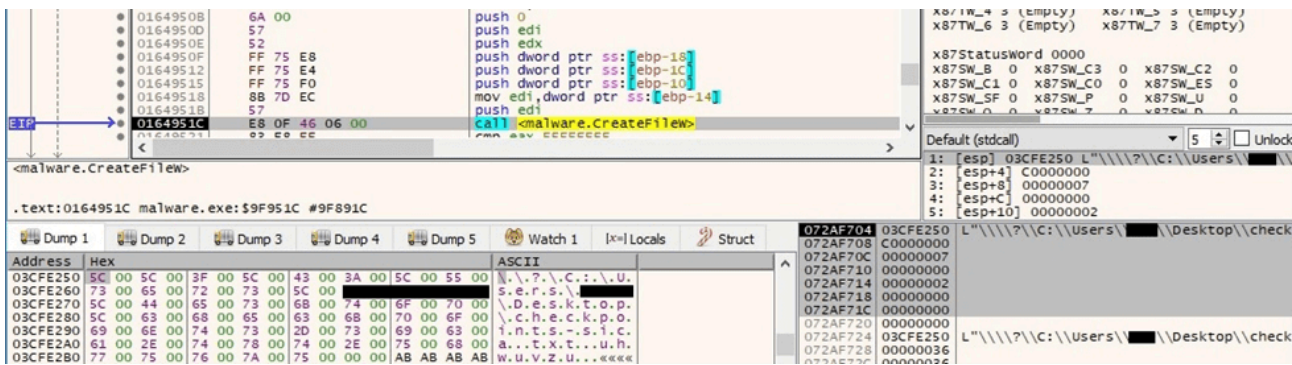 0164950B 6A 00 push 0
0164950D 57 push edi
0164950E 52 push edx
0164950F FF 75 E8 push dword ptr ss:[ebp-18]
01649512 FF 75 E4 push dword ptr ss:[ebp-1C]
01649515 FF 75 F0 push dword ptr ss:[ebp-10]
01649518 8B 7D EC mov edi,dword ptr ss:[ebp-14]
0164951B 57 push edi
EIP 0164951C E8 0F 46 06 00 call <malware.CreateFileW>
x87TW_6 3 (Empty) x87TW_7 3 (Empty)
x87StatusWord 0000
x87SW_B 0 x87SW_C3 0 x87SW_C2 0
x87SW_C1 0 x87SW_C0 0 x87SW_ES 0
x87SW_SF 0 x87SW_P 0 x87SW_U 0
Default (stdcall) 5 Unlock
1: [esp] 03CFE250 L"\\\\?\\C:\\Users\\
2: [esp+4] C0000000
3: [esp+8] 00000007
4: [esp+C] 00000000
5: [esp+10] 00000002
<malware.CreateFileW>
.text:0164951C malware.exe:$9F951C #9F891C
Dump 1 Dump 2 Dump 3 Dump 4 Dump 5 Watch 1 [x=] Locals Struct
Address Hex ASCII
03CFE250 5C 00 5C 00 3F 00 5C 00 43 00 3A 00 5C 00 55 00 \.\.?.\.C.:.\.U.
03CFE260 73 00 65 00 72 00 73 00 5C 00 s.e.r.s.\.
03CFE270 5C 00 44 00 65 00 73 00 6B 00 74 00 6F 00 70 00 \.D.e.s.k.t.o.p.
03CFE280 5C 00 63 00 68 00 65 00 63 00 6B 00 70 00 6F 00 \.c.h.e.c.k.p.o.
03CFE290 69 00 6E 00 74 00 73 00 2D 00 73 00 69 00 63 00 i.n.t.s.-.s.i.c.
03CFE2A0 61 00 2E 00 74 00 78 00 74 00 2E 00 75 00 68 00 a...t.x.t...u.h.
03CFE2B0 77 00 75 00 76 00 7A 00 75 00 00 00 AB AB AB AB w.u.v.z.u...««««
072AF704 03CFE250 L"\\\\?\\C:\\Users\\ \\Desktop\\check
072AF708 C0000000
072AF70C 00000007
072AF710 00000000
072AF714 00000002
072AF718 00000000
072AF71C 00000000
072AF720 00000000
072AF724 03CFE250 L"\\\\?\\C:\\Users\\ \\Desktop\\check
072AF728 00000036